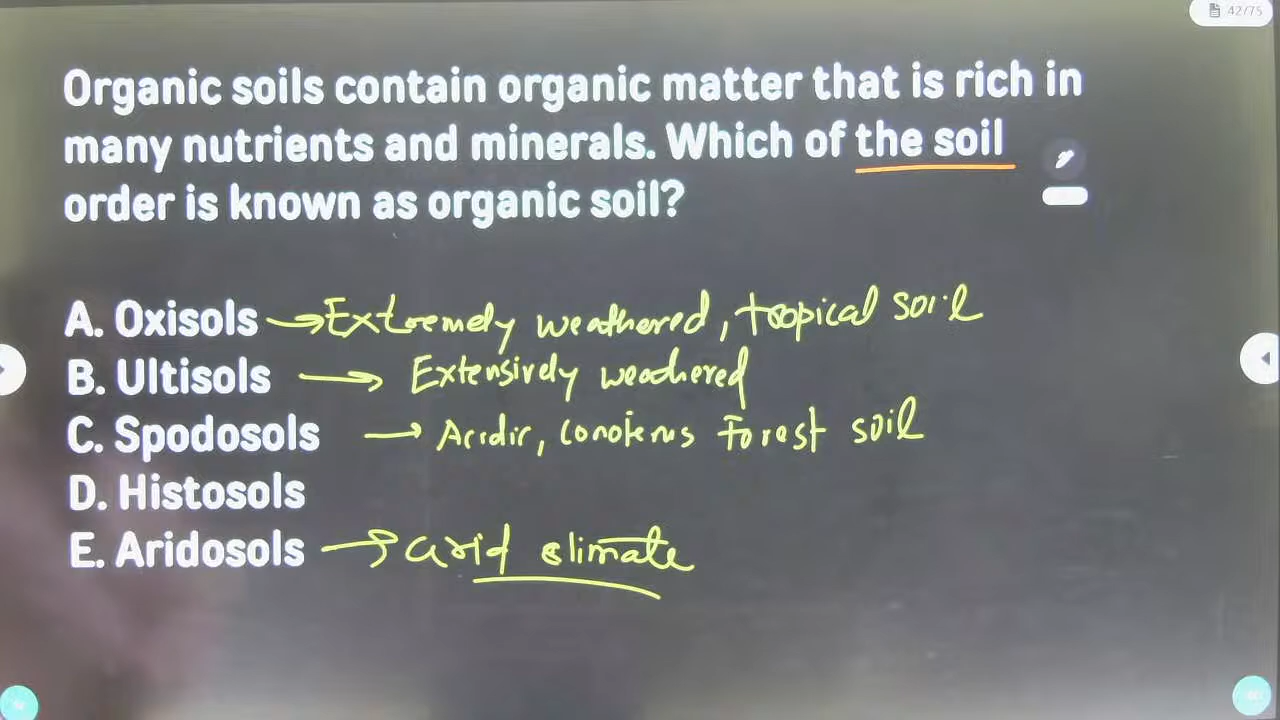 42/75
Organic soils contain organic matter that is rich in
many nutrients and minerals. Which of the soil
order is known as organic soil?
A. Oxisols → Extremely weathered, tropical soil
B. Ultisols → Extensively weathered
C. Spodosols → Acidic, Forest soil
D. Histosols
E. Aridosols → arid climate